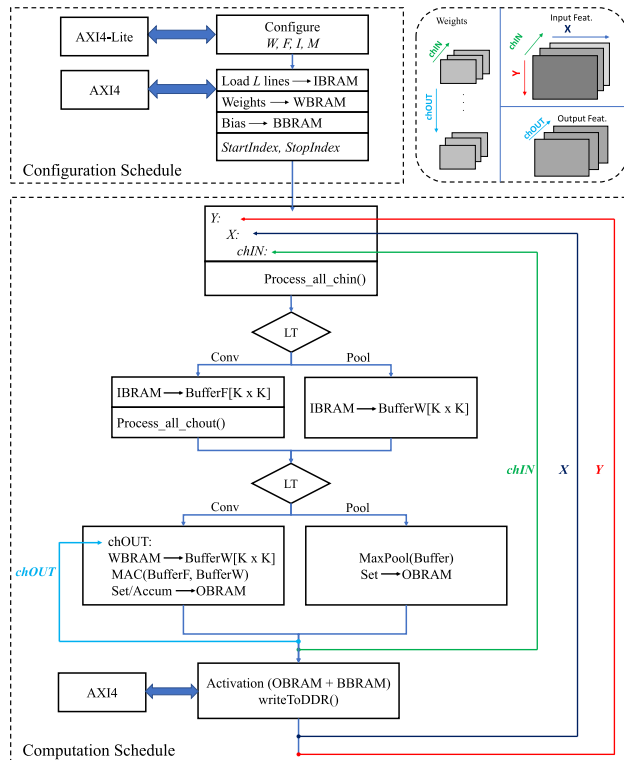 AXI4-Lite
Configure
W, F, I, M
AXI4
Load L lines → IBRAM
Weights → WBRAM
Bias → BBRAM
StartIndex, StopIndex
Configuration Schedule
Weights
chIN
chOUT
Input Feat.
chIN
X
Y
Output Feat.
chOUT
Y:
X:
chIN:
Process_all_chin()
LT
Conv
Pool
IBRAM → BufferF[K x K]
Process_all_chout()
IBRAM → BufferW[K x K]
LT
Conv
Pool
chIN
X
Y
chOUT
chOUT:
WBRAM → BufferW[K x K]
MAC(BufferF, BufferW)
Set/Accum → OBRAM
MaxPool(Buffer)
Set → OBRAM
AXI4
Activation (OBRAM + BBRAM)
writeToDDR()
Computation Schedule